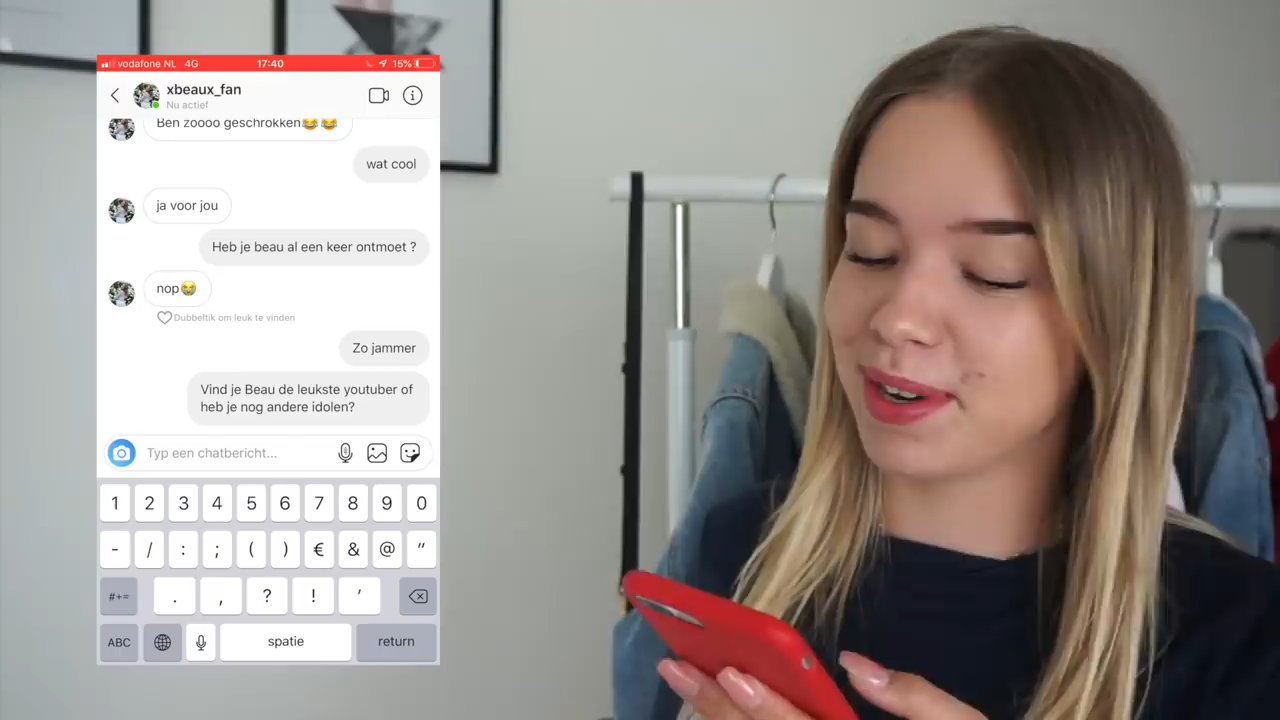 vodafone NL 4G 17:40 15%
xbeaux_fan
Nu actief
Ben zoooo geschrokken😂😂
wat cool
ja voor jou
Heb je beau al een keer ontmoet ?
nop😭
Dubbeltik om leuk te vinden
Zo jammer
Vind je Beau de leukste youtuber of
heb je nog andere idolen?
Typ een chatbericht...
1 2 3 4 5 6 7 8 9 0
- / : ; ( ) € & @ "
#+= . , ? ! '
ABC spatie return